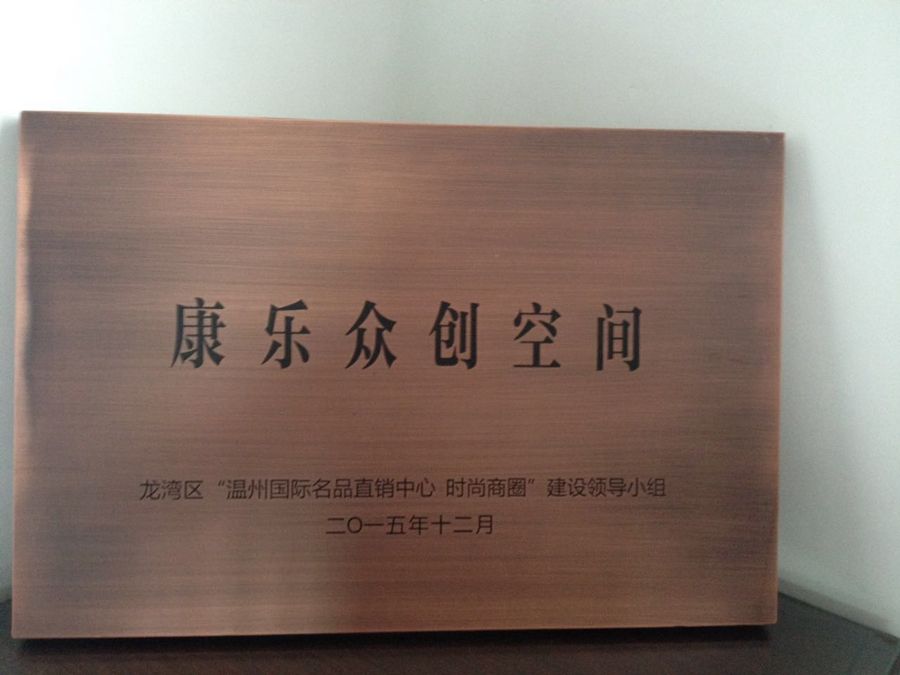 康乐众创空间
龙湾区“温州国际名品直销中心 时尚商圈”建设领导小组
二〇一五年十二月